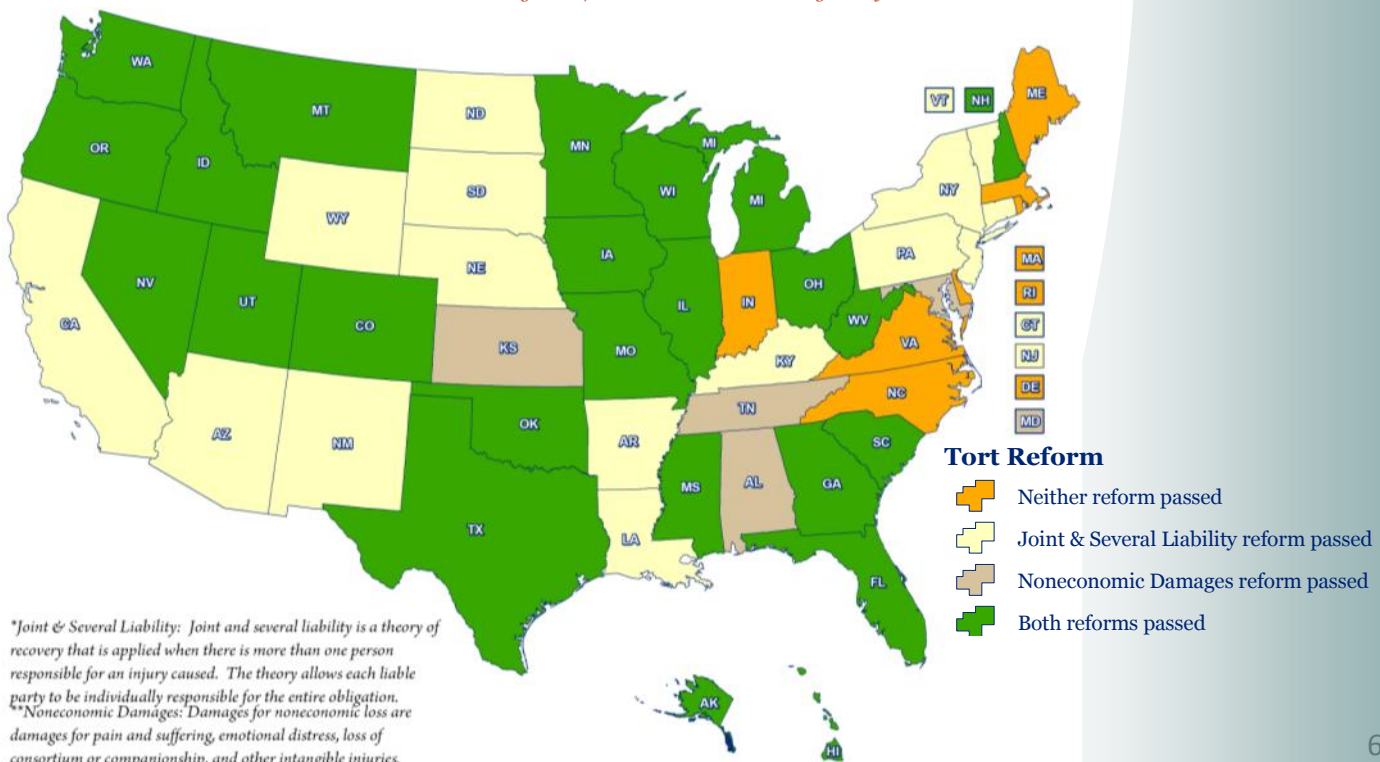 WA
MT
ND
MN
VT
NH
ME
OR
ID
SD
WI
MI
MI
NY
WY
NV
UT
CO
NE
IA
IL
IN
OH
PA
WV
VA
CA
KS
MO
KY
NC
TN
AZ
NM
OK
AR
MS
AL
GA
SC
TX
LA
FL
AK
HI
MA
RI
CT
NJ
DE
MD
Tort Reform
Neither reform passed
Joint & Several Liability reform passed
Noneconomic Damages reform passed
Both reforms passed
*Joint & Several Liability: Joint and several liability is a theory of
recovery that is applied when there is more than one person
responsible for an injury caused. The theory allows each liable
party to be individually responsible for the entire obligation.
**Noneconomic Damages: Damages for noneconomic loss are
damages for pain and suffering, emotional distress, loss of
consortium or companionship, and other intangible injuries.
6